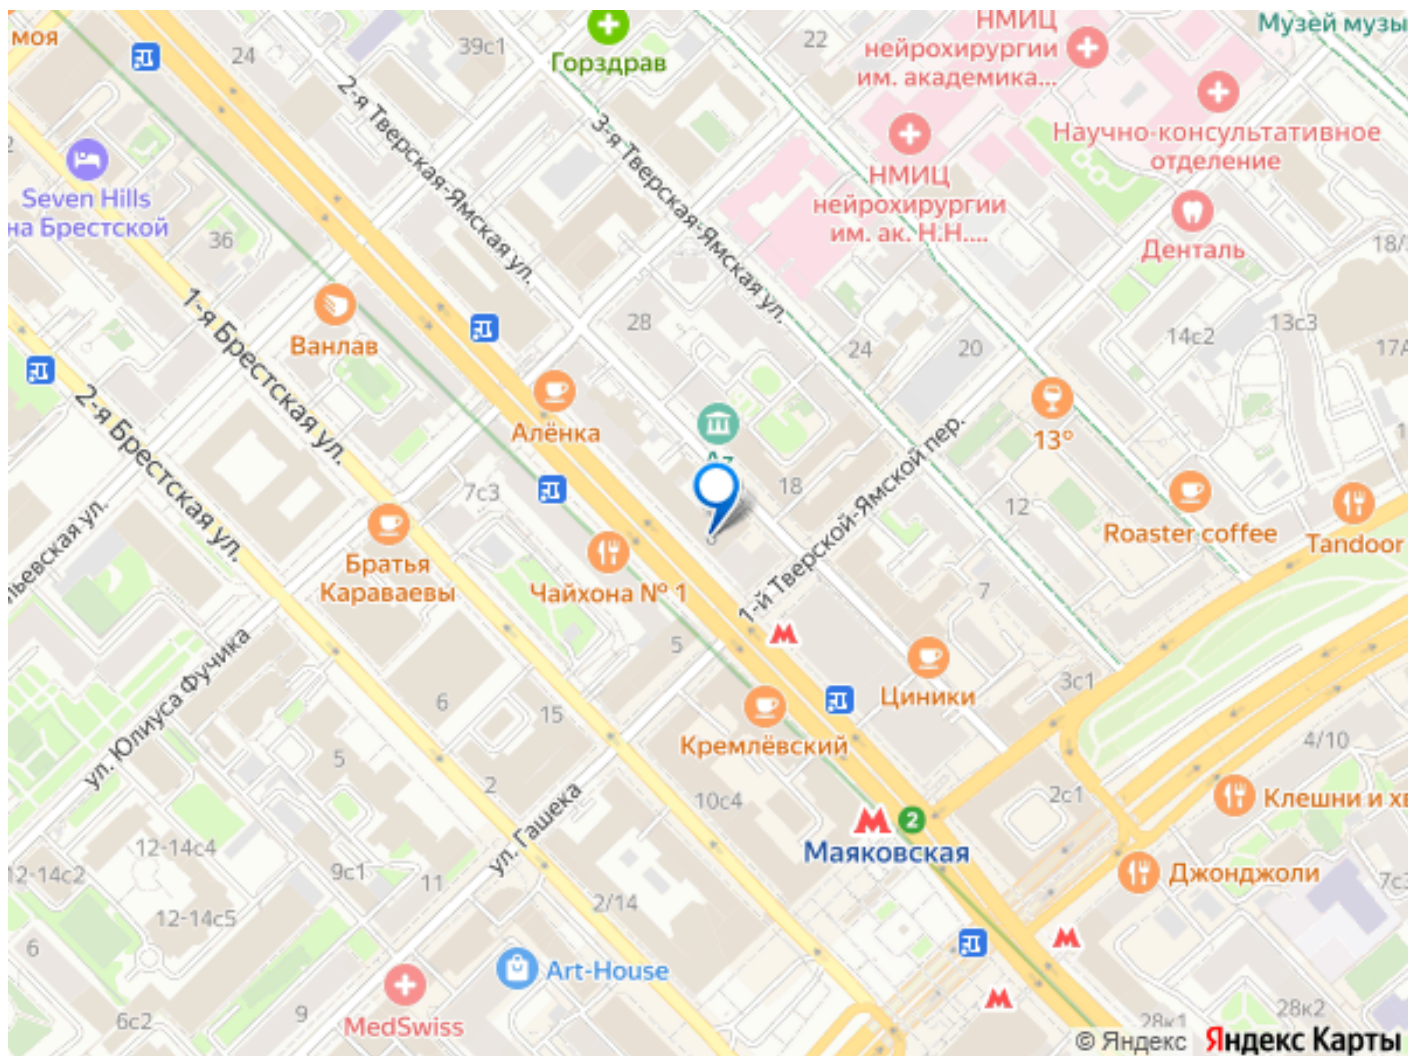 моя
24
39с1
Горздрав
22
НМИЦ
нейрохирургии
им. академика...
Музей музы
Научно-консультативное
отделение
2-я Тверская-Ямская ул.
3-я Тверская-Ямская ул.
НМИЦ
нейрохирургии
им. ак. Н.Н....
Денталь
18/
2
Seven Hills
на Брестской
36
1-я Брестская ул.
Ванлав
28
24
20
14с2
13с3
17А
2-я Брестская ул.
Алёнка
13°
1-й Тверской-Ямской пер.
7с3
18
12
Roaster coffee
Tandoor
Братья
Караваевы
Чайхона № 1
7
5
ул. Юлиуса Фучика
Циники
3с1
6
15
Кремлёвский
4/10
5
2
10с4
2с1
Клешни и хв
ул. Гашека
2
Маяковская
12-14с4
12-14с2
9с1
11
Джонджоли
7с3
12-14с5
2/14
6
Art-House
MedSwiss
6с2
9
28к1
28к2
© Яндекс Яндекс Карты